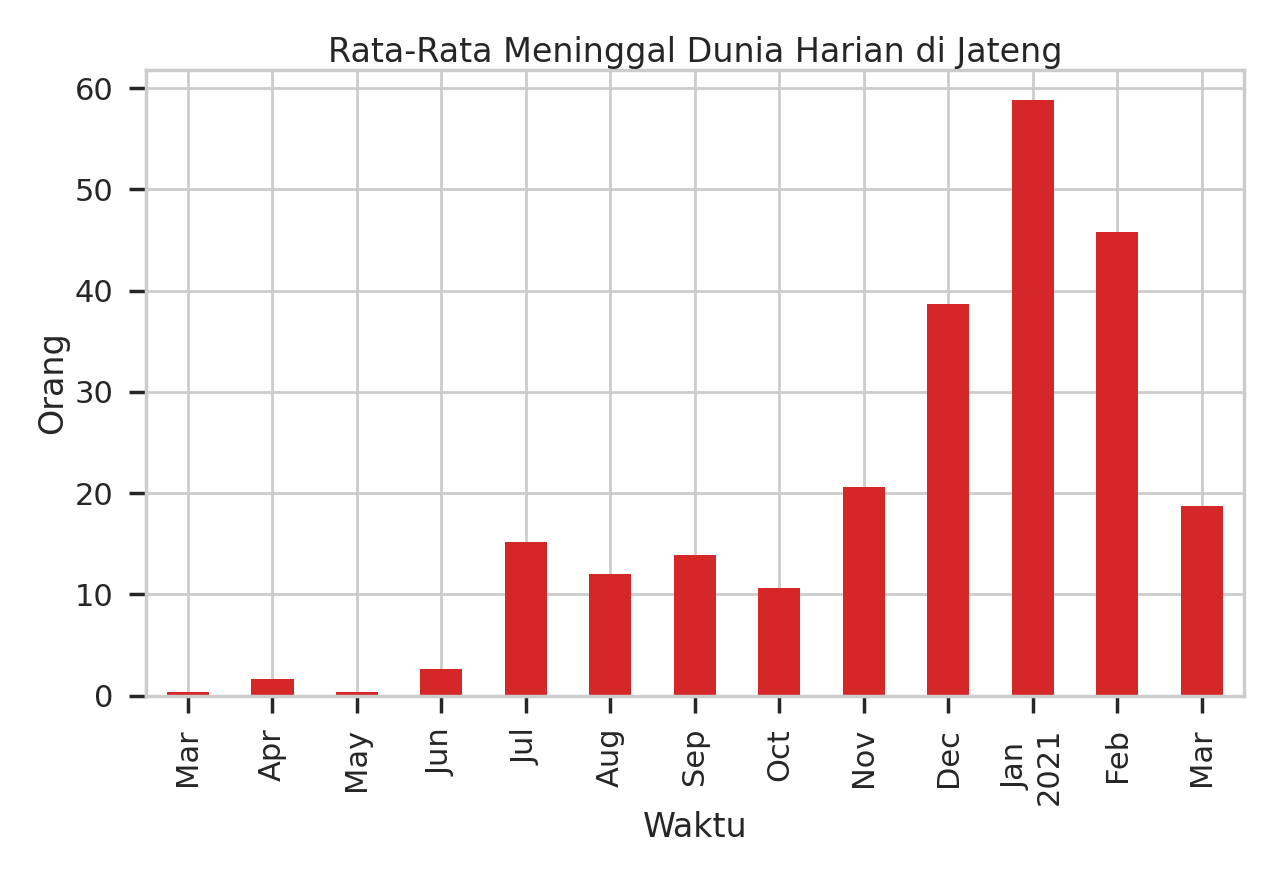 Rata-Rata Meninggal Dunia Harian di Jateng
60
50
40
30
20
10
0
Orang
Mar
Apr
May
Jun
Jul
Aug
Sep
Oct
Nov
Dec
Jan
2021
Feb
Mar
Waktu